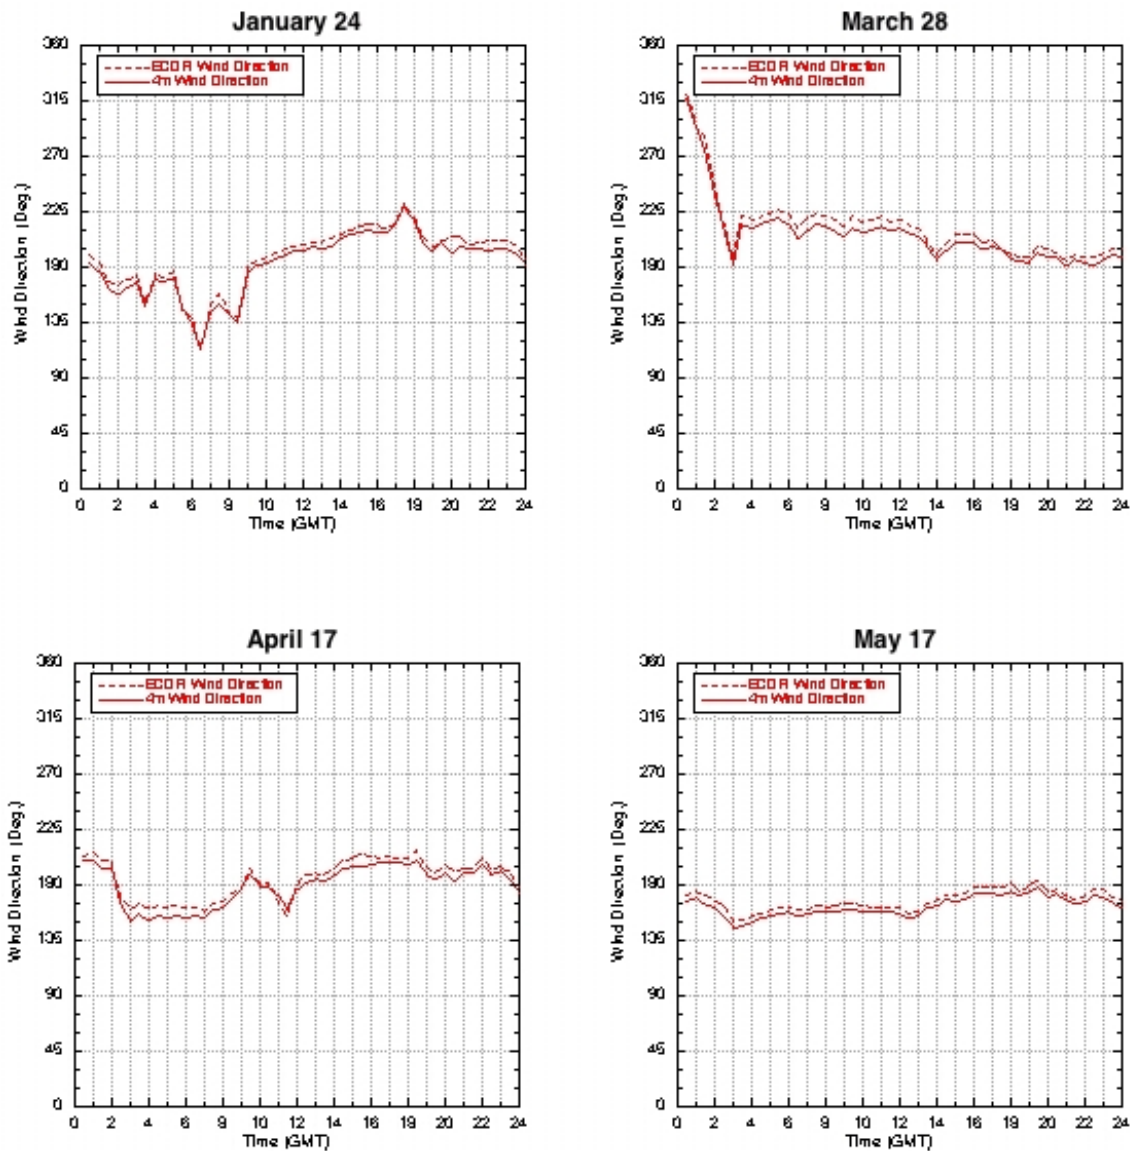 January 24
360
315
270
225
180
135
90
45
0
Wind Direction (Deg.)
ECOR Wind Direction
4m Wind Direction
0 2 4 6 8 10 12 14 16 18 20 22 24
Time (GMT)
March 28
360
315
270
225
180
135
90
45
0
Wind Direction (Deg.)
ECOR Wind Direction
4m Wind Direction
0 2 4 6 8 10 12 14 16 18 20 22 24
Time (GMT)
April 17
360
315
270
225
180
135
90
45
0
Wind Direction (Deg.)
ECOR Wind Direction
4m Wind Direction
0 2 4 6 8 10 12 14 16 18 20 22 24
Time (GMT)
May 17
360
315
270
225
180
135
90
45
0
Wind Direction (Deg.)
ECOR Wind Direction
4m Wind Direction
0 2 4 6 8 10 12 14 16 18 20 22 24
Time (GMT)